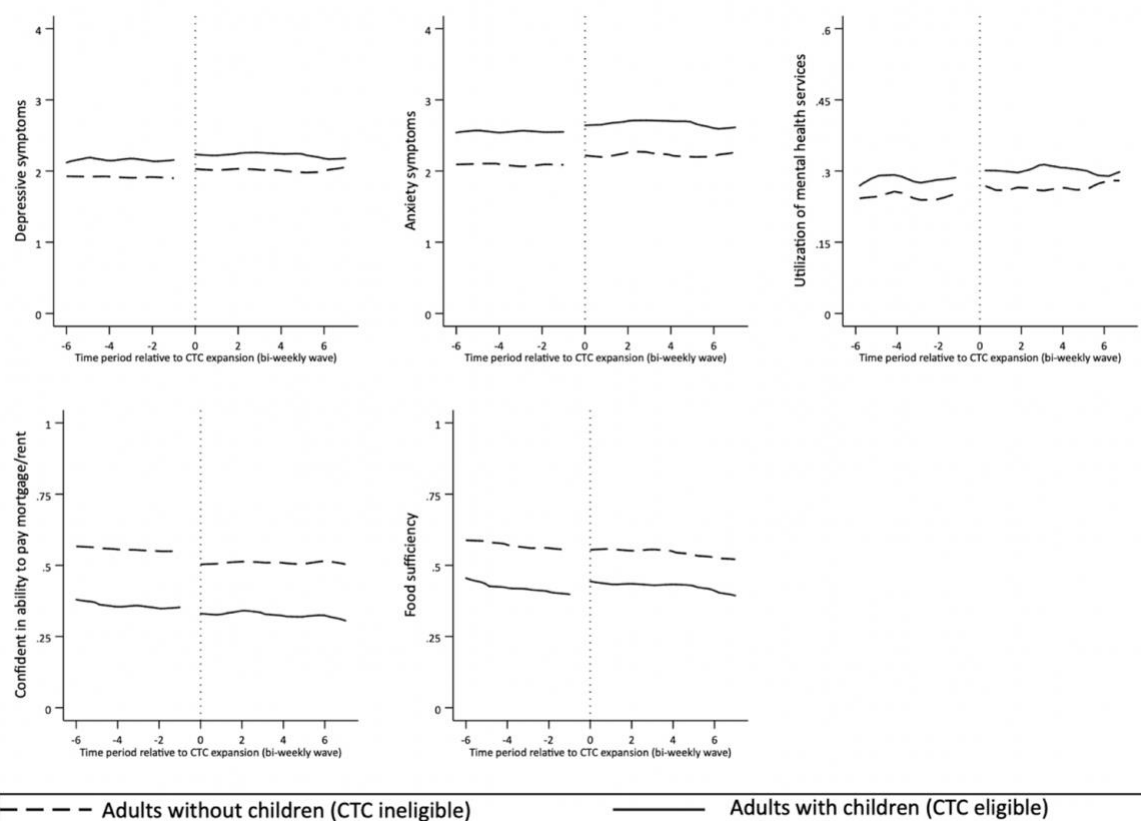 Depressive symptoms
4
3
2
1
0
-6 -4 -2 0 2 4 6
Time period relative to CTC expansion (bi-weekly wave)
Anxiety symptoms
4
3
2
1
0
-6 -4 -2 0 2 4 6
Time period relative to CTC expansion (bi-weekly wave)
Utilization of mental health services
.6
.45
.3
.15
0
-6 -4 -2 0 2 4 6
Time period relative to CTC expansion (bi-weekly wave)
Confident in ability to pay mortgage/rent
1
.75
.5
.25
0
-6 -4 -2 0 2 4 6
Time period relative to CTC expansion (bi-weekly wave)
Food sufficiency
1
.75
.5
.25
0
-6 -4 -2 0 2 4 6
Time period relative to CTC expansion (bi-weekly wave)
Adults without children (CTC ineligible)
Adults with children (CTC eligible)